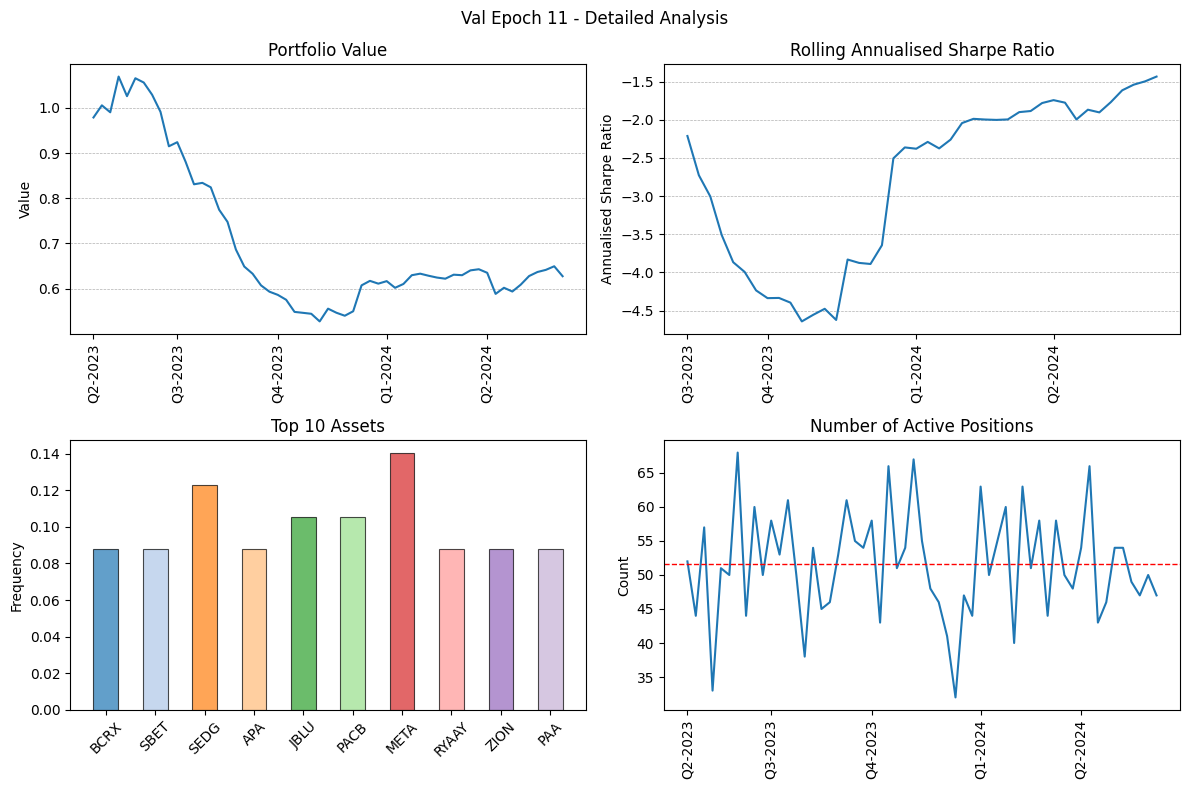 Val Epoch 11 - Detailed Analysis
Portfolio Value
Value
1.0
0.9
0.8
0.7
0.6
Q2-2023
Q3-2023
Q4-2023
Q1-2024
Q2-2024
Rolling Annualised Sharpe Ratio
Annualised Sharpe Ratio
−1.5
−2.0
−2.5
−3.0
−3.5
−4.0
−4.5
Q3-2023
Q4-2023
Q1-2024
Q2-2024
Top 10 Assets
Frequency
0.14
0.12
0.10
0.08
0.06
0.04
0.02
0.00
BCRX
SBET
SEDG
APA
JBLU
PACB
META
RYAAY
ZION
PAA
Number of Active Positions
Count
65
60
55
50
45
40
35
Q2-2023
Q3-2023
Q4-2023
Q1-2024
Q2-2024